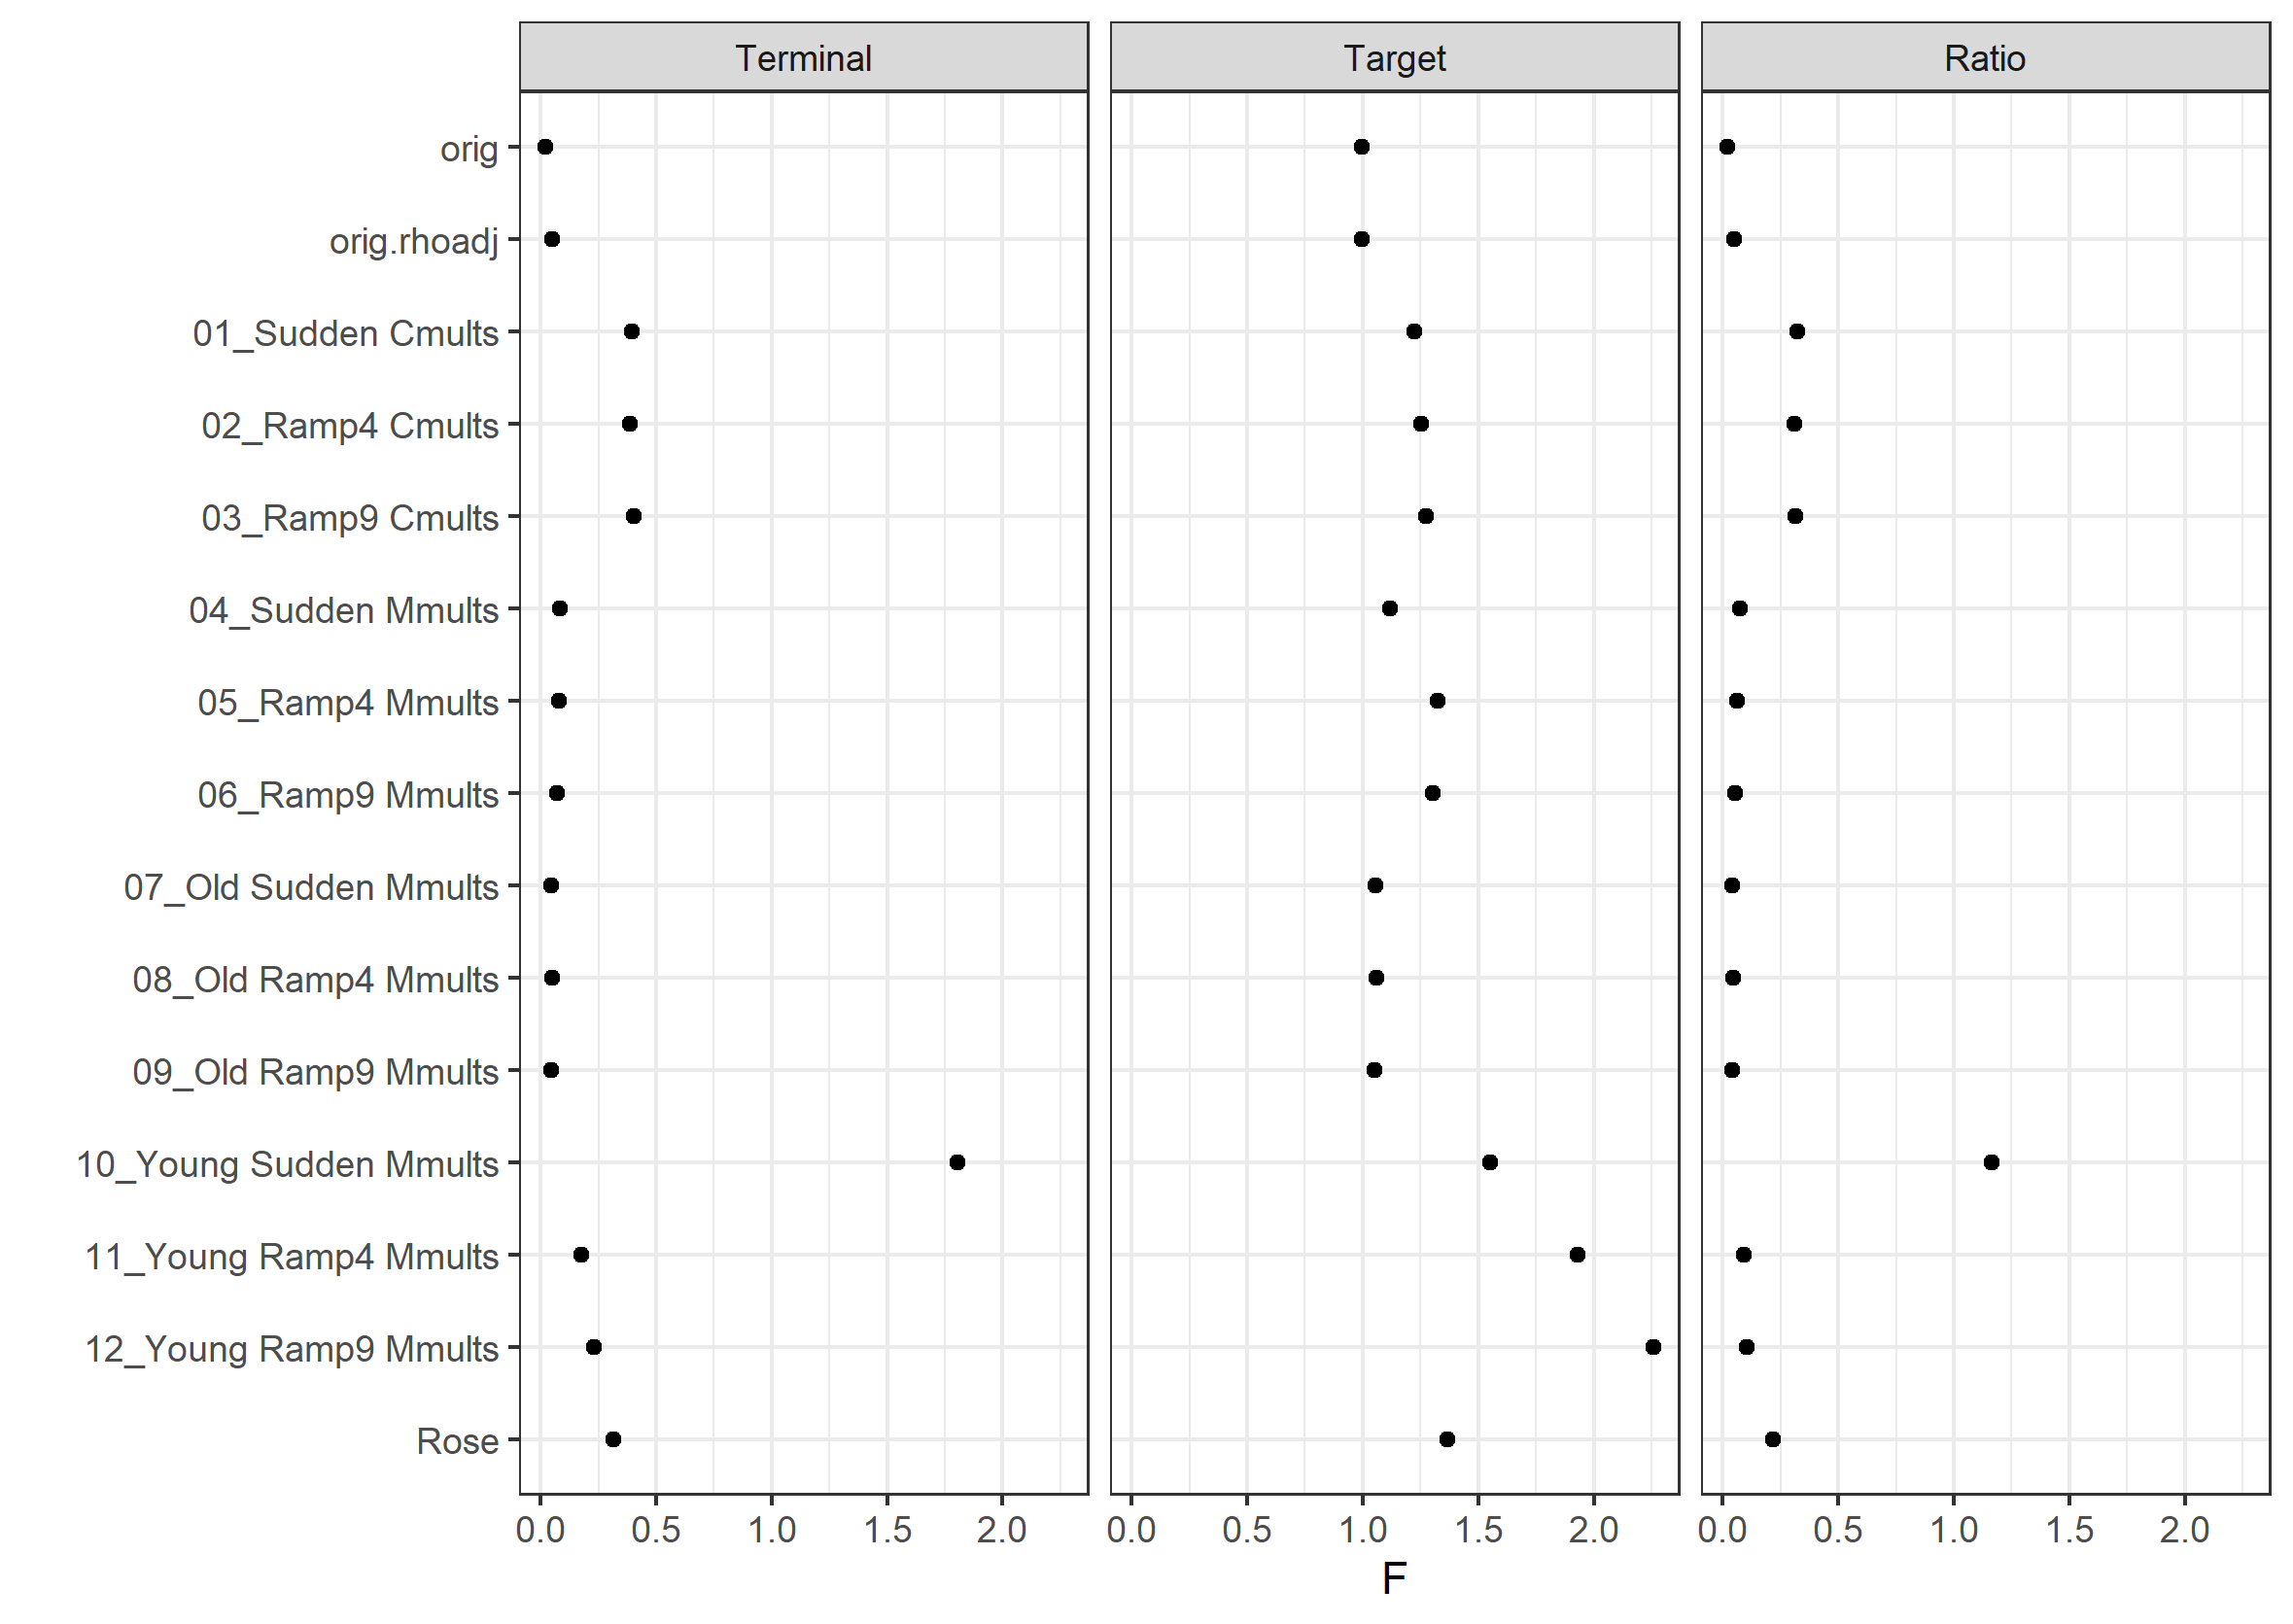 Terminal Target Ratio
orig
orig.rhoadj
01_Sudden Cmults
02_Ramp4 Cmults
03_Ramp9 Cmults
04_Sudden Mmults
05_Ramp4 Mmults
06_Ramp9 Mmults
07_Old Sudden Mmults
08_Old Ramp4 Mmults
09_Old Ramp9 Mmults
10_Young Sudden Mmults
11_Young Ramp4 Mmults
12_Young Ramp9 Mmults
Rose
0.0 0.5 1.0 1.5 2.0 0.0 0.5 1.0 1.5 2.0 0.0 0.5 1.0 1.5 2.0
F